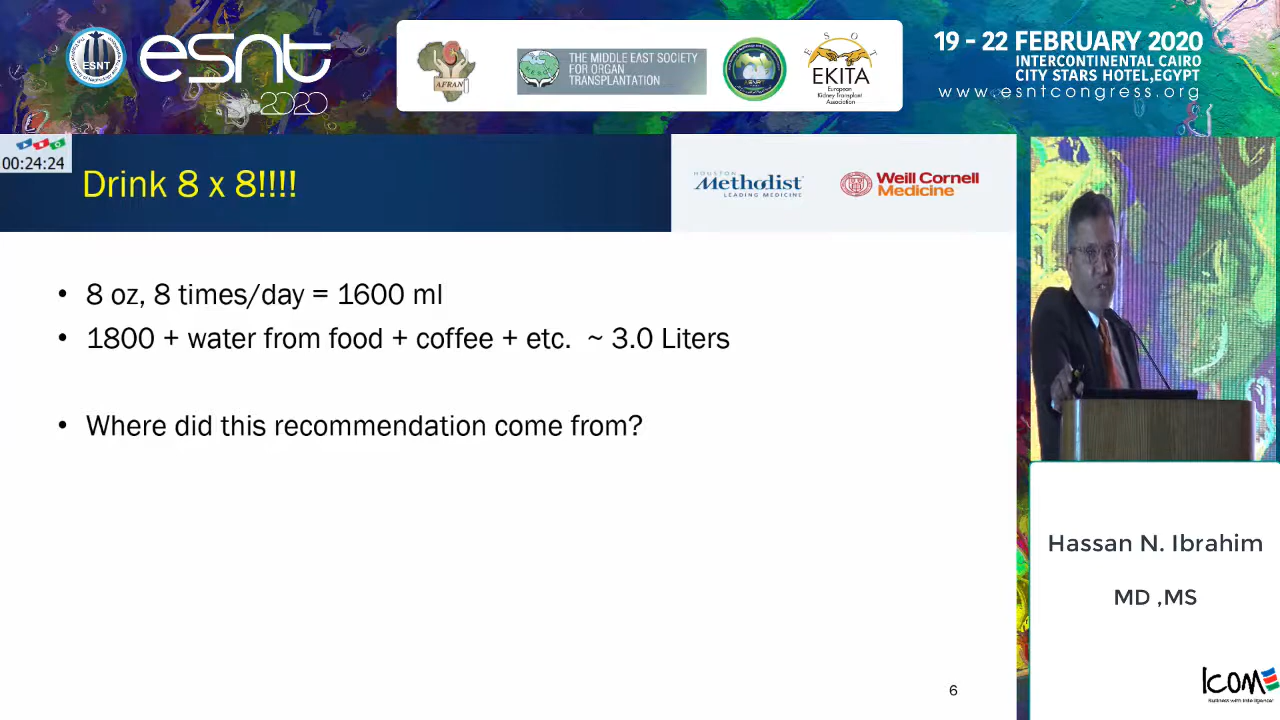 ESNT
esnt
2020
AFRAN
THE MIDDLE EAST SOCIETY
FOR ORGAN
TRANSPLANTATION
E S O T
EKITA
European
Kidney Transplant
Association
19 - 22 FEBRUARY 2020
INTERCONTINENTAL CAIRO
CITY STARS HOTEL,EGYPT
www.esntcongress.org
00:24:24
Drink 8 x 8!!!!
HOUSTON
Methodist
LEADING MEDICINE
Weill Cornell
Medicine
• 8 oz, 8 times/day = 1600 ml
• 1800 + water from food + coffee + etc. ~ 3.0 Liters
• Where did this recommendation come from?
6
Hassan N. Ibrahim
MD ,MS
Icom